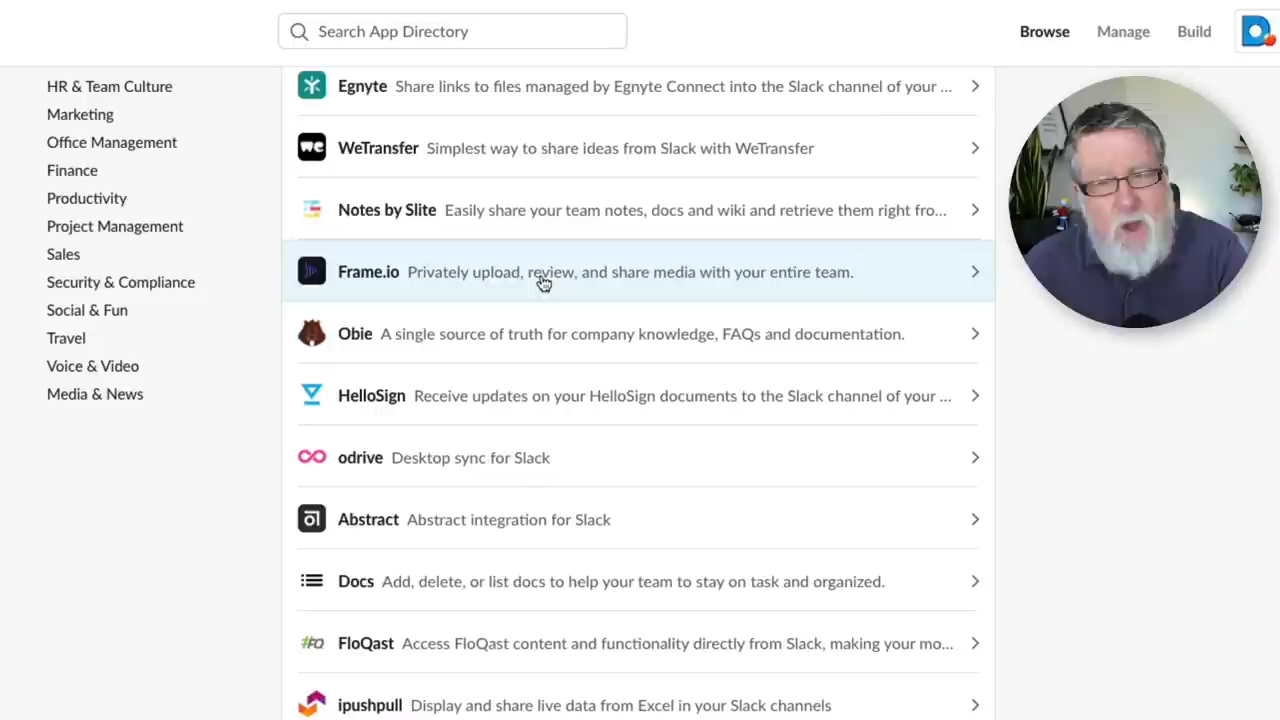 Search App Directory
Browse Manage Build
HR & Team Culture
Marketing
Office Management
Finance
Productivity
Project Management
Sales
Security & Compliance
Social & Fun
Travel
Voice & Video
Media & News
Egnyte Share links to files managed by Egnyte Connect into the Slack channel of your ...
we
WeTransfer Simplest way to share ideas from Slack with WeTransfer
Notes by Slite Easily share your team notes, docs and wiki and retrieve them right fro...
Frame.io Privately upload, review, and share media with your entire team.
Obie A single source of truth for company knowledge, FAQs and documentation.
HelloSign Receive updates on your HelloSign documents to the Slack channel of your ...
odrive Desktop sync for Slack
Abstract Abstract integration for Slack
Docs Add, delete, or list docs to help your team to stay on task and organized.
#FQ
FloQast Access FloQast content and functionality directly from Slack, making your mo...
ipushpull Display and share live data from Excel in your Slack channels